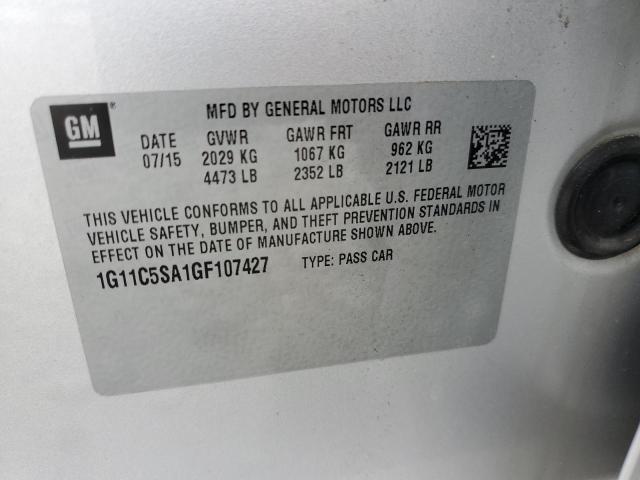 GM
MFD BY GENERAL MOTORS LLC
DATE GVWR GAWR FRT GAWR RR
07/15 2029 KG 1067 KG 962 KG
4473 LB 2352 LB 2121 LB
THIS VEHICLE CONFORMS TO ALL APPLICABLE U.S. FEDERAL MOTOR
VEHICLE SAFETY, BUMPER, AND THEFT PREVENTION STANDARDS IN
EFFECT ON THE DATE OF MANUFACTURE SHOWN ABOVE.
1G11C5SA1GF107427 TYPE: PASS CAR